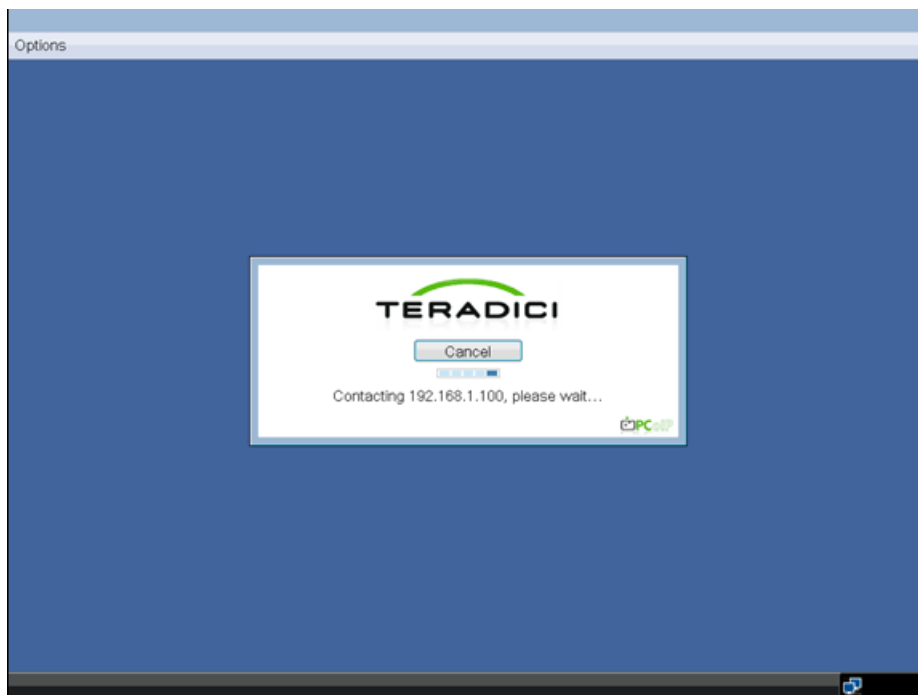 Options
TERADICI
Cancel
Contacting 192.168.1.100, please wait...
PCoIP